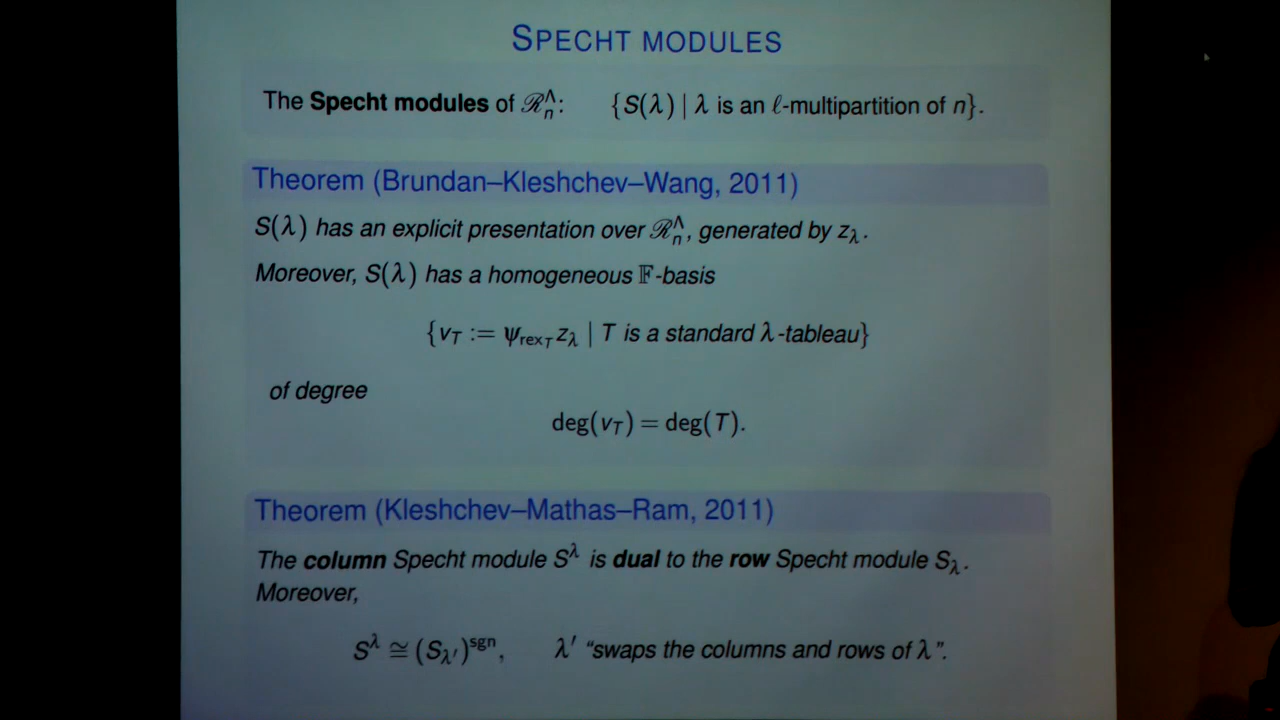 SPECHT MODULES
The Specht modules of ℛₙ^Λ: {S(λ) | λ is an ℓ-multipartition of n}.
Theorem (Brundan–Kleshchev–Wang, 2011)
S(λ) has an explicit presentation over ℛₙ^Λ, generated by z_λ.
Moreover, S(λ) has a homogeneous 𝔽-basis
{v_T := ψ_{rex_T} z_λ | T is a standard λ-tableau}
of degree
deg(v_T) = deg(T).
Theorem (Kleshchev–Mathas–Ram, 2011)
The column Specht module S^λ is dual to the row Specht module S_λ.
Moreover,
S^λ ≅ (S_{λ′})^{sgn}, λ′ “swaps the columns and rows of λ”.